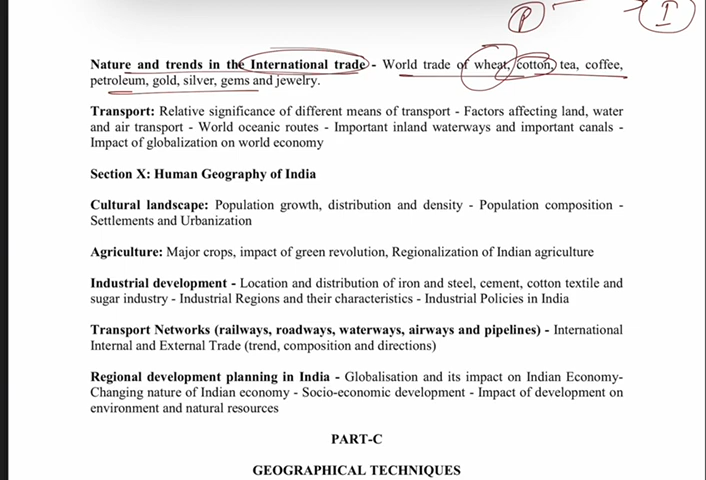 P I
Nature and trends in the International trade - World trade of wheat, cotton, tea, coffee,
petroleum, gold, silver, gems and jewelry.
Transport: Relative significance of different means of transport - Factors affecting land, water
and air transport - World oceanic routes - Important inland waterways and important canals -
Impact of globalization on world economy
Section X: Human Geography of India
Cultural landscape: Population growth, distribution and density - Population composition -
Settlements and Urbanization
Agriculture: Major crops, impact of green revolution, Regionalization of Indian agriculture
Industrial development - Location and distribution of iron and steel, cement, cotton textile and
sugar industry - Industrial Regions and their characteristics - Industrial Policies in India
Transport Networks (railways, roadways, waterways, airways and pipelines) - International
Internal and External Trade (trend, composition and directions)
Regional development planning in India - Globalisation and its impact on Indian Economy-
Changing nature of Indian economy - Socio-economic development - Impact of development on
environment and natural resources
PART-C
GEOGRAPHICAL TECHNIQUES